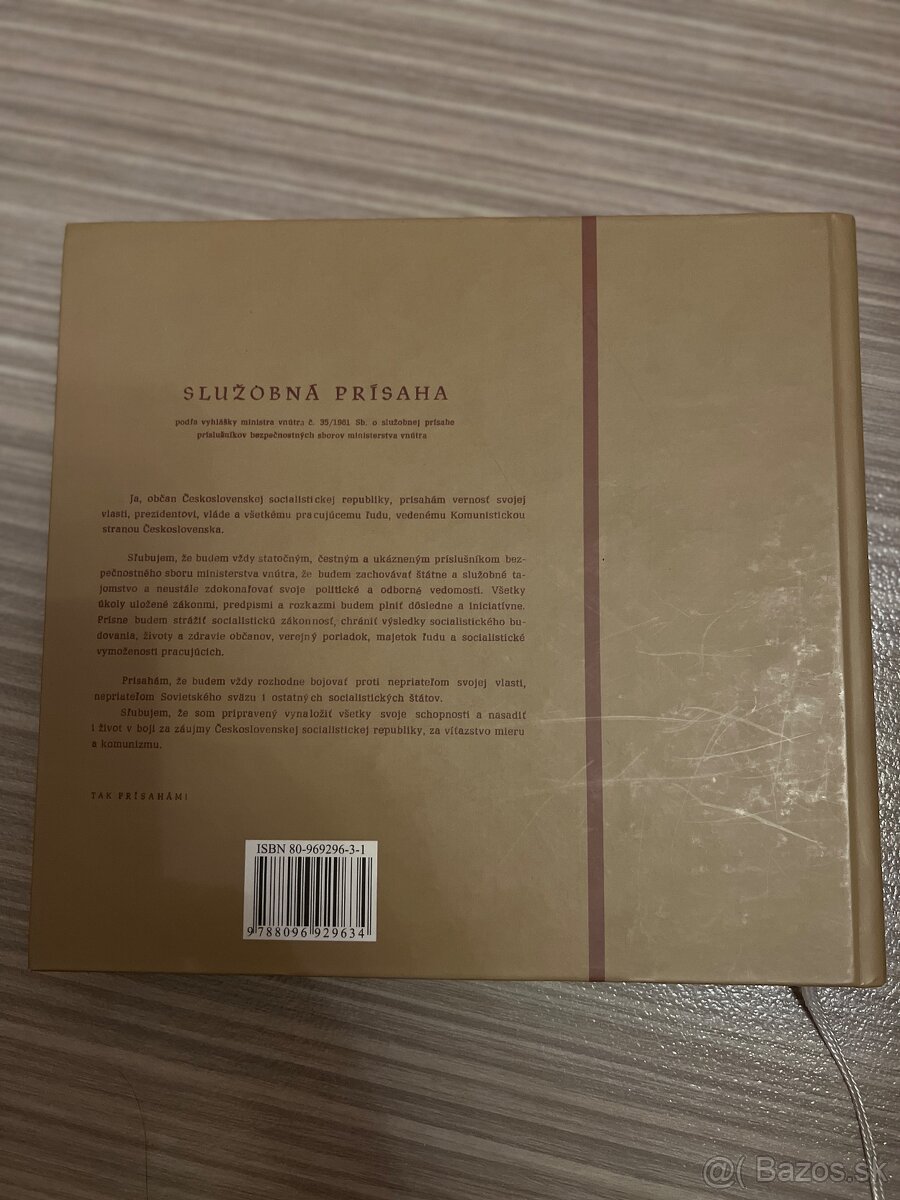 SLUŽOBNÁ PRÍSAHA
podľa vyhlášky ministra vnútra č. 35/1961 Sb. o služobnej prísahe
príslušníkov bezpečnostných sborov ministerstva vnútra
Ja, občan Československej socialistickej republiky, prisahám vernosť svojej
vlasti, prezidentovi, vláde a všetkému pracujúcemu ľudu, vedenému Komunistickou
stranou Československa.
Sľubujem, že budem vždy statočným, čestným a ukázneným príslušníkom bez-
pečnostného sboru ministerstva vnútra, že budem zachovávať štátne a služobné ta-
jomstvo a neustále zdokonaľovať svoje politické a odborné vedomosti. Všetky
úkoly uložené zákonmi, predpismi a rozkazmi budem plniť dôsledne a iniciatívne.
Prísne budem strážiť socialistickú zákonnosť, chrániť výsledky socialistického bu-
dovania, životy a zdravie občanov, verejný poriadok, majetok ľudu a socialistické
vymoženosti pracujúcich.
Prisahám, že budem vždy rozhodne bojovať proti nepriateľom svojej vlasti,
nepriateľom Sovietského sväzu i ostatných socialistických štátov.
Sľubujem, že som pripravený vynaložiť všetky svoje schopnosti a nasadiť
i život v boji za záujmy Československej socialistickej republiky, za víťazstvo mieru
a komunizmu.
TAK PRÍSAHÁM!
ISBN 80-969296-3-1
9 788096 929634
@( Bazos.sk